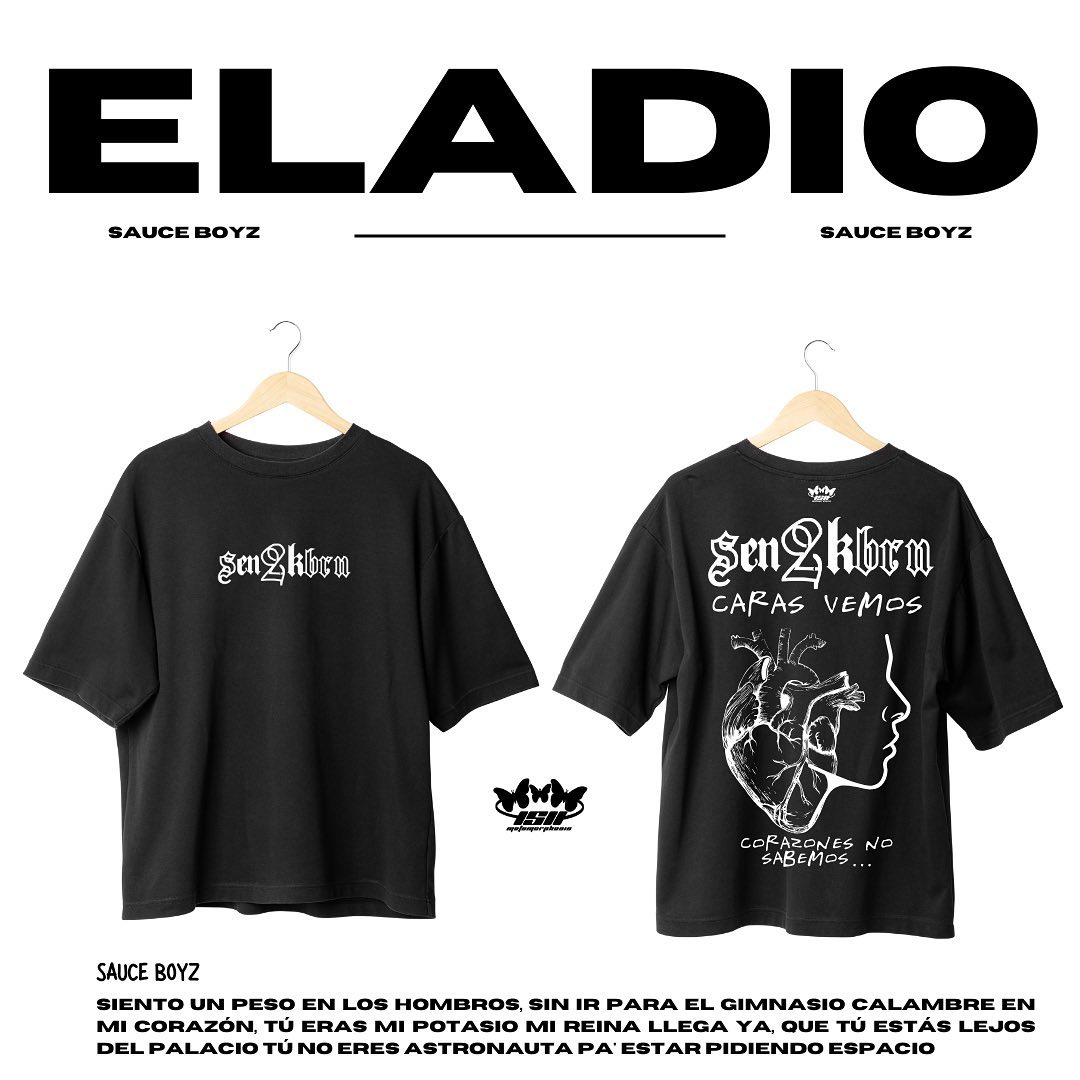 ELADIO
SAUCE BOYZ
SAUCE BOYZ
Sen2kbrn
Sen2kbrn
CARAS VEMOS
CORAZONES NO
SABEMOS...
metamorphosis
SAUCE BOYZ
SIENTO UN PESO EN LOS HOMBROS, SIN IR PARA EL GIMNASIO CALAMBRE EN
MI CORAZÓN, TÚ ERAS MI POTASIO MI REINA LLEGA YA, QUE TÚ ESTÁS LEJOS
DEL PALACIO TÚ NO ERES ASTRONAUTA PA' ESTAR PIDIENDO ESPACIO